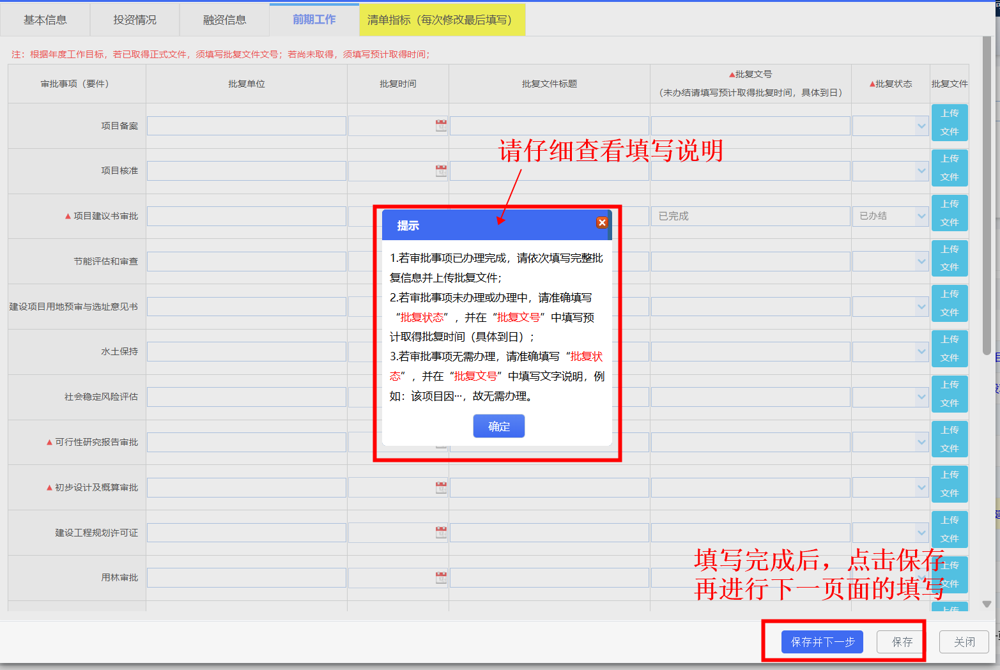 基本信息
投资情况
融资信息
前期工作
清单指标（每次修改最后填写）
注：根据年度工作目标，若已取得正式文件，须填写批复文件文号；若尚未取得，须填写预计取得时间；
审批事项（要件）
批复单位
批复时间
批复文件标题
▲批复文号
（未办结请填写预计取得批复时间，具体到日）
▲批复状态
批复文件
项目备案
上传
文件
请仔细查看填写说明
项目核准
上传
文件
▲项目建议书审批
已完成
已办结
上传
文件
节能评估和审查
上传
文件
建设项目用地预审与选址意见书
上传
文件
水土保持
上传
文件
社会稳定风险评估
上传
文件
▲可行性研究报告审批
上传
文件
▲初步设计及概算审批
上传
文件
建设工程规划许可证
上传
文件
用林审批
上传
文件
上传
提示
1.若审批事项已办理完成，请依次填写完整批
复信息并上传批复文件；
2.若审批事项未办理或办理中，请准确填写
“批复状态”，并在“批复文号”中填写预
计取得批复时间（具体到日）；
3.若审批事项无需办理，请准确填写“批复状
态”，并在“批复文号”中填写文字说明，例
如：该项目因…，故无需办理。
确定
填写完成后，点击保存
再进行下一页面的填写
保存并下一步
保存
关闭